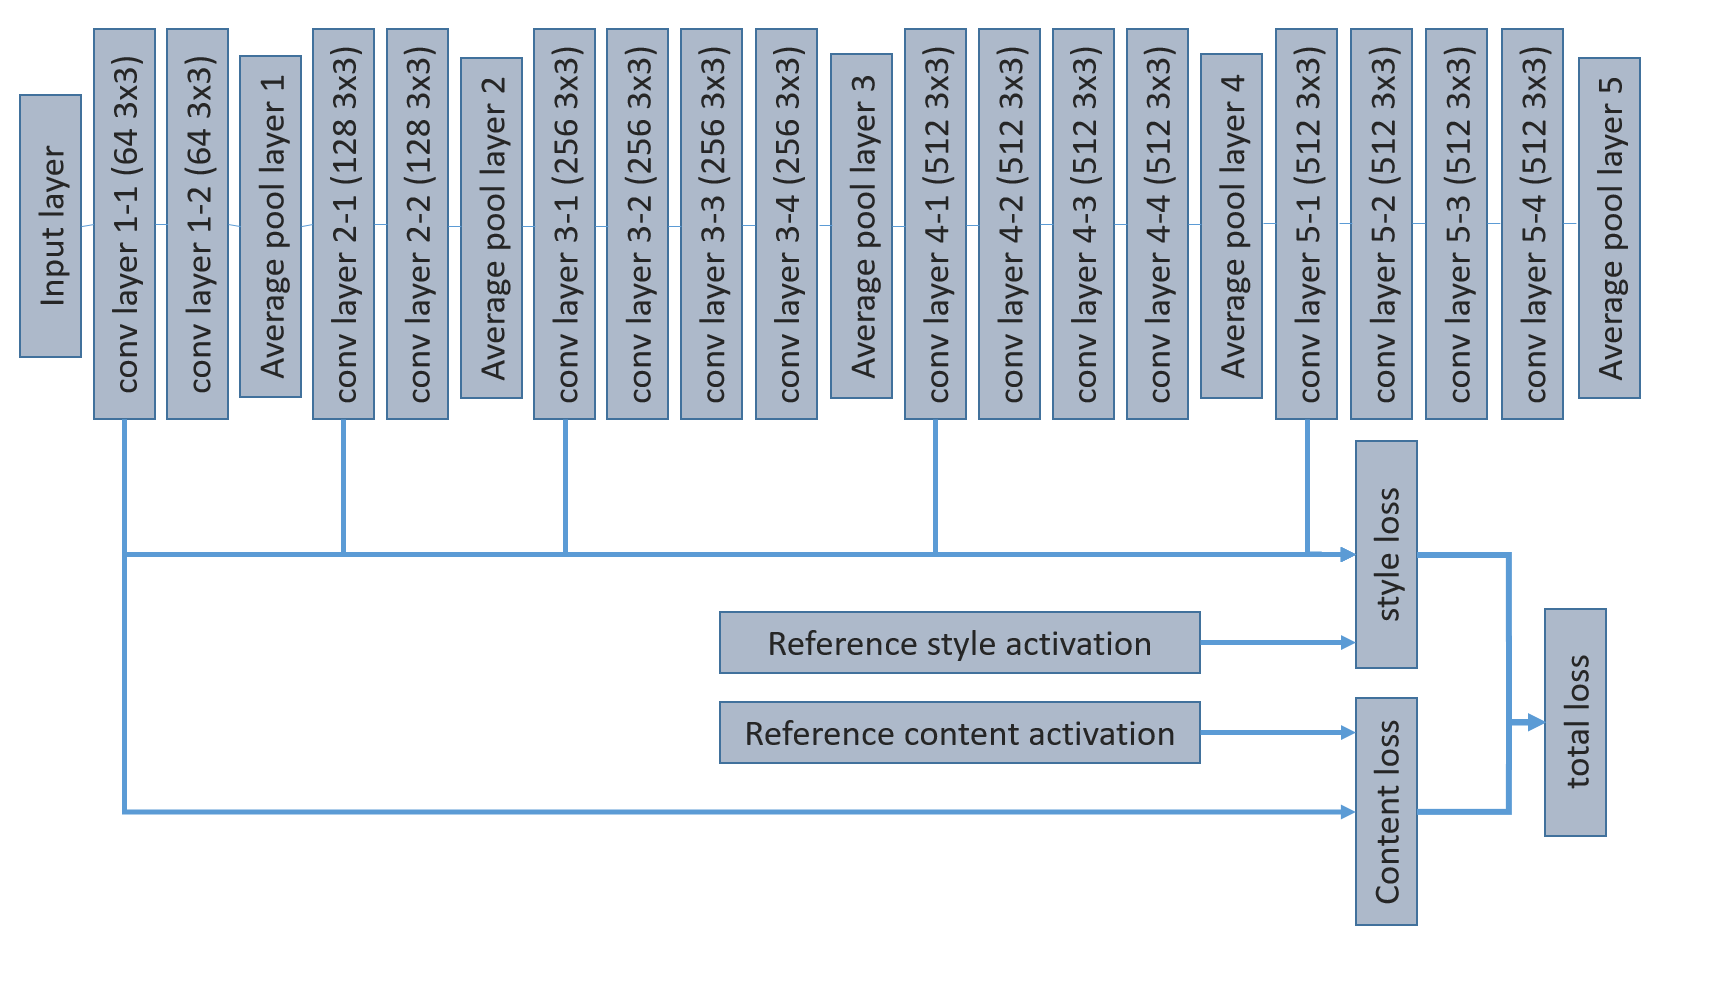 Input layer
conv layer 1-1 (64 3x3)
conv layer 1-2 (64 3x3)
Average pool layer 1
conv layer 2-1 (128 3x3)
conv layer 2-2 (128 3x3)
Average pool layer 2
conv layer 3-1 (256 3x3)
conv layer 3-2 (256 3x3)
conv layer 3-3 (256 3x3)
conv layer 3-4 (256 3x3)
Average pool layer 3
conv layer 4-1 (512 3x3)
conv layer 4-2 (512 3x3)
conv layer 4-3 (512 3x3)
conv layer 4-4 (512 3x3)
Average pool layer 4
conv layer 5-1 (512 3x3)
conv layer 5-2 (512 3x3)
conv layer 5-3 (512 3x3)
conv layer 5-4 (512 3x3)
Average pool layer 5
style loss
Reference style activation
Reference content activation
Content loss
total loss